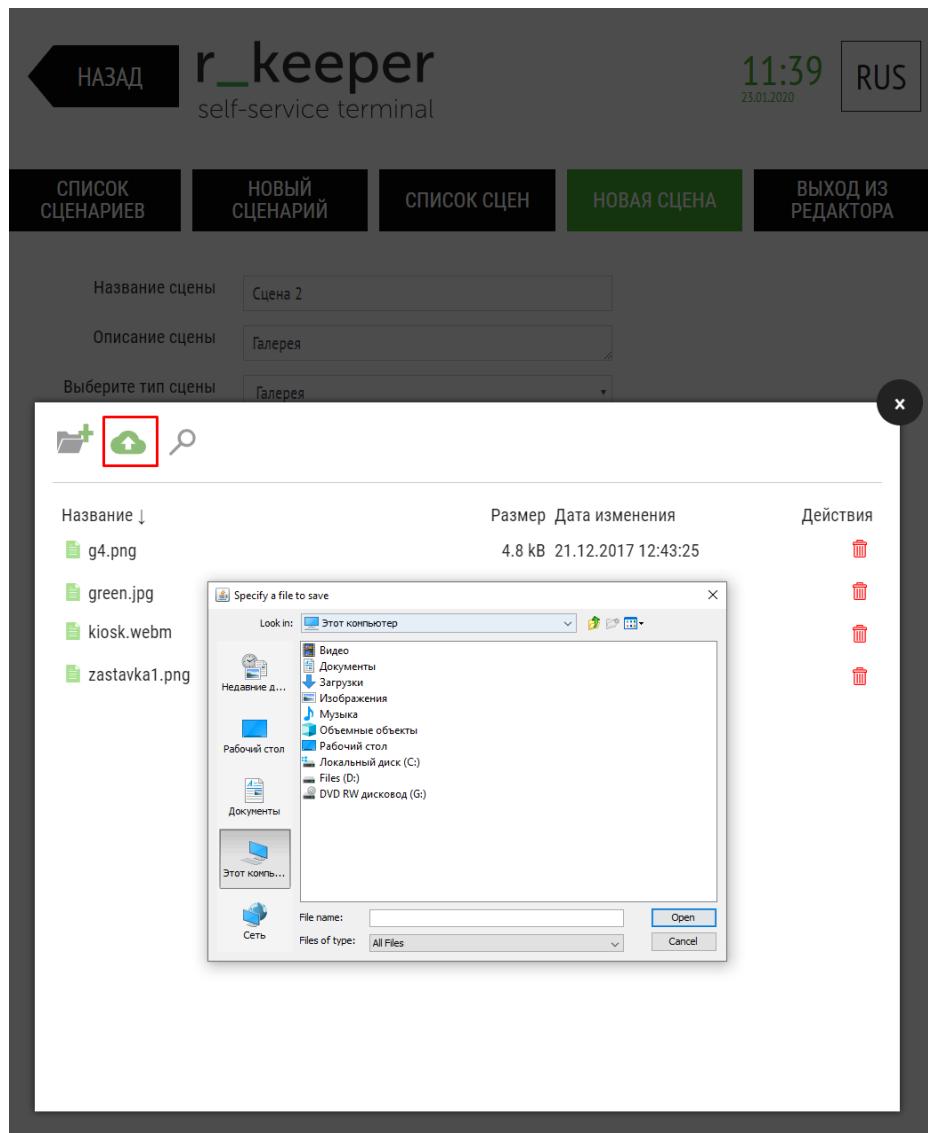 НАЗАД
r_keeper
self-service terminal
11:39
23.01.2020
RUS
СПИСОК
СЦЕНАРИЕВ
НОВЫЙ
СЦЕНАРИЙ
СПИСОК СЦЕН
НОВАЯ СЦЕНА
ВЫХОД ИЗ
РЕДАКТОРА
Название сцены
Сцена 2
Описание сцены
Галерея
Выберите тип сцены
Галерея
x
Название ↓ Размер Дата изменения Действия
g4.png 4.8 kB 21.12.2017 12:43:25
green.jpg
kiosk.webm
zastavka1.png
Specify a file to save
Look in: Этот компьютер
Недавние д...
Рабочий стол
Документы
Этот компь...
Сеть
Видео
Документы
Загрузки
Изображения
Музыка
Объемные объекты
Рабочий стол
Локальный диск (C:)
Files (D:)
DVD RW дисковод (G:)
File name:
Open
Files of type: All Files
Cancel